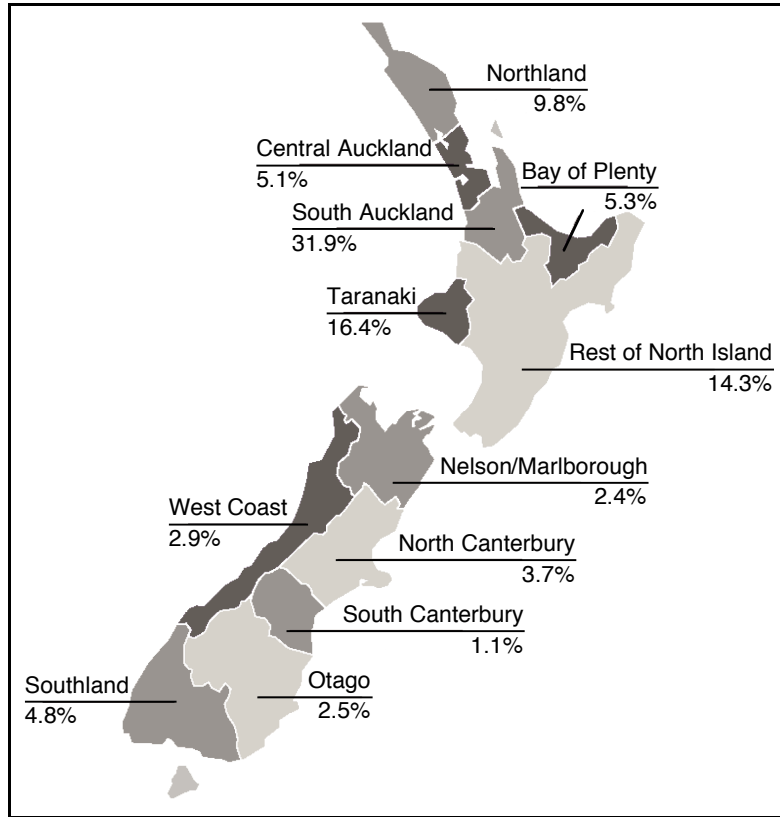 Northland
9.8%
Central Auckland
5.1%
Bay of Plenty
5.3%
South Auckland
31.9%
Taranaki
16.4%
Rest of North Island
14.3%
Nelson/Marlborough
2.4%
West Coast
2.9%
North Canterbury
3.7%
South Canterbury
1.1%
Southland
4.8%
Otago
2.5%